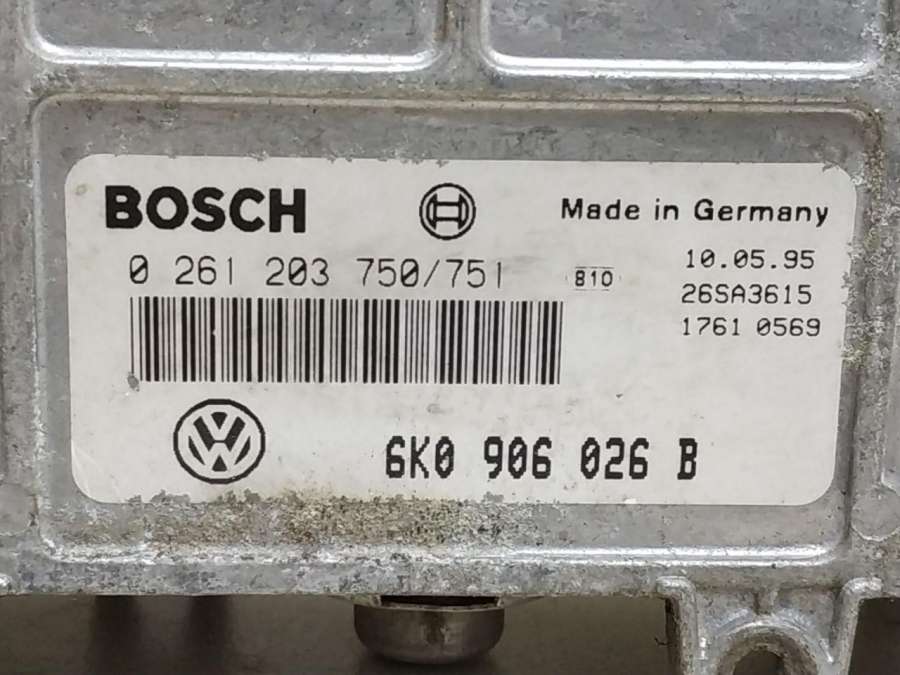 BOSCH
Made in Germany
0 261 203 750/751
810
10.05.95
26SA3615
1761 0569
6K0 906 026 B